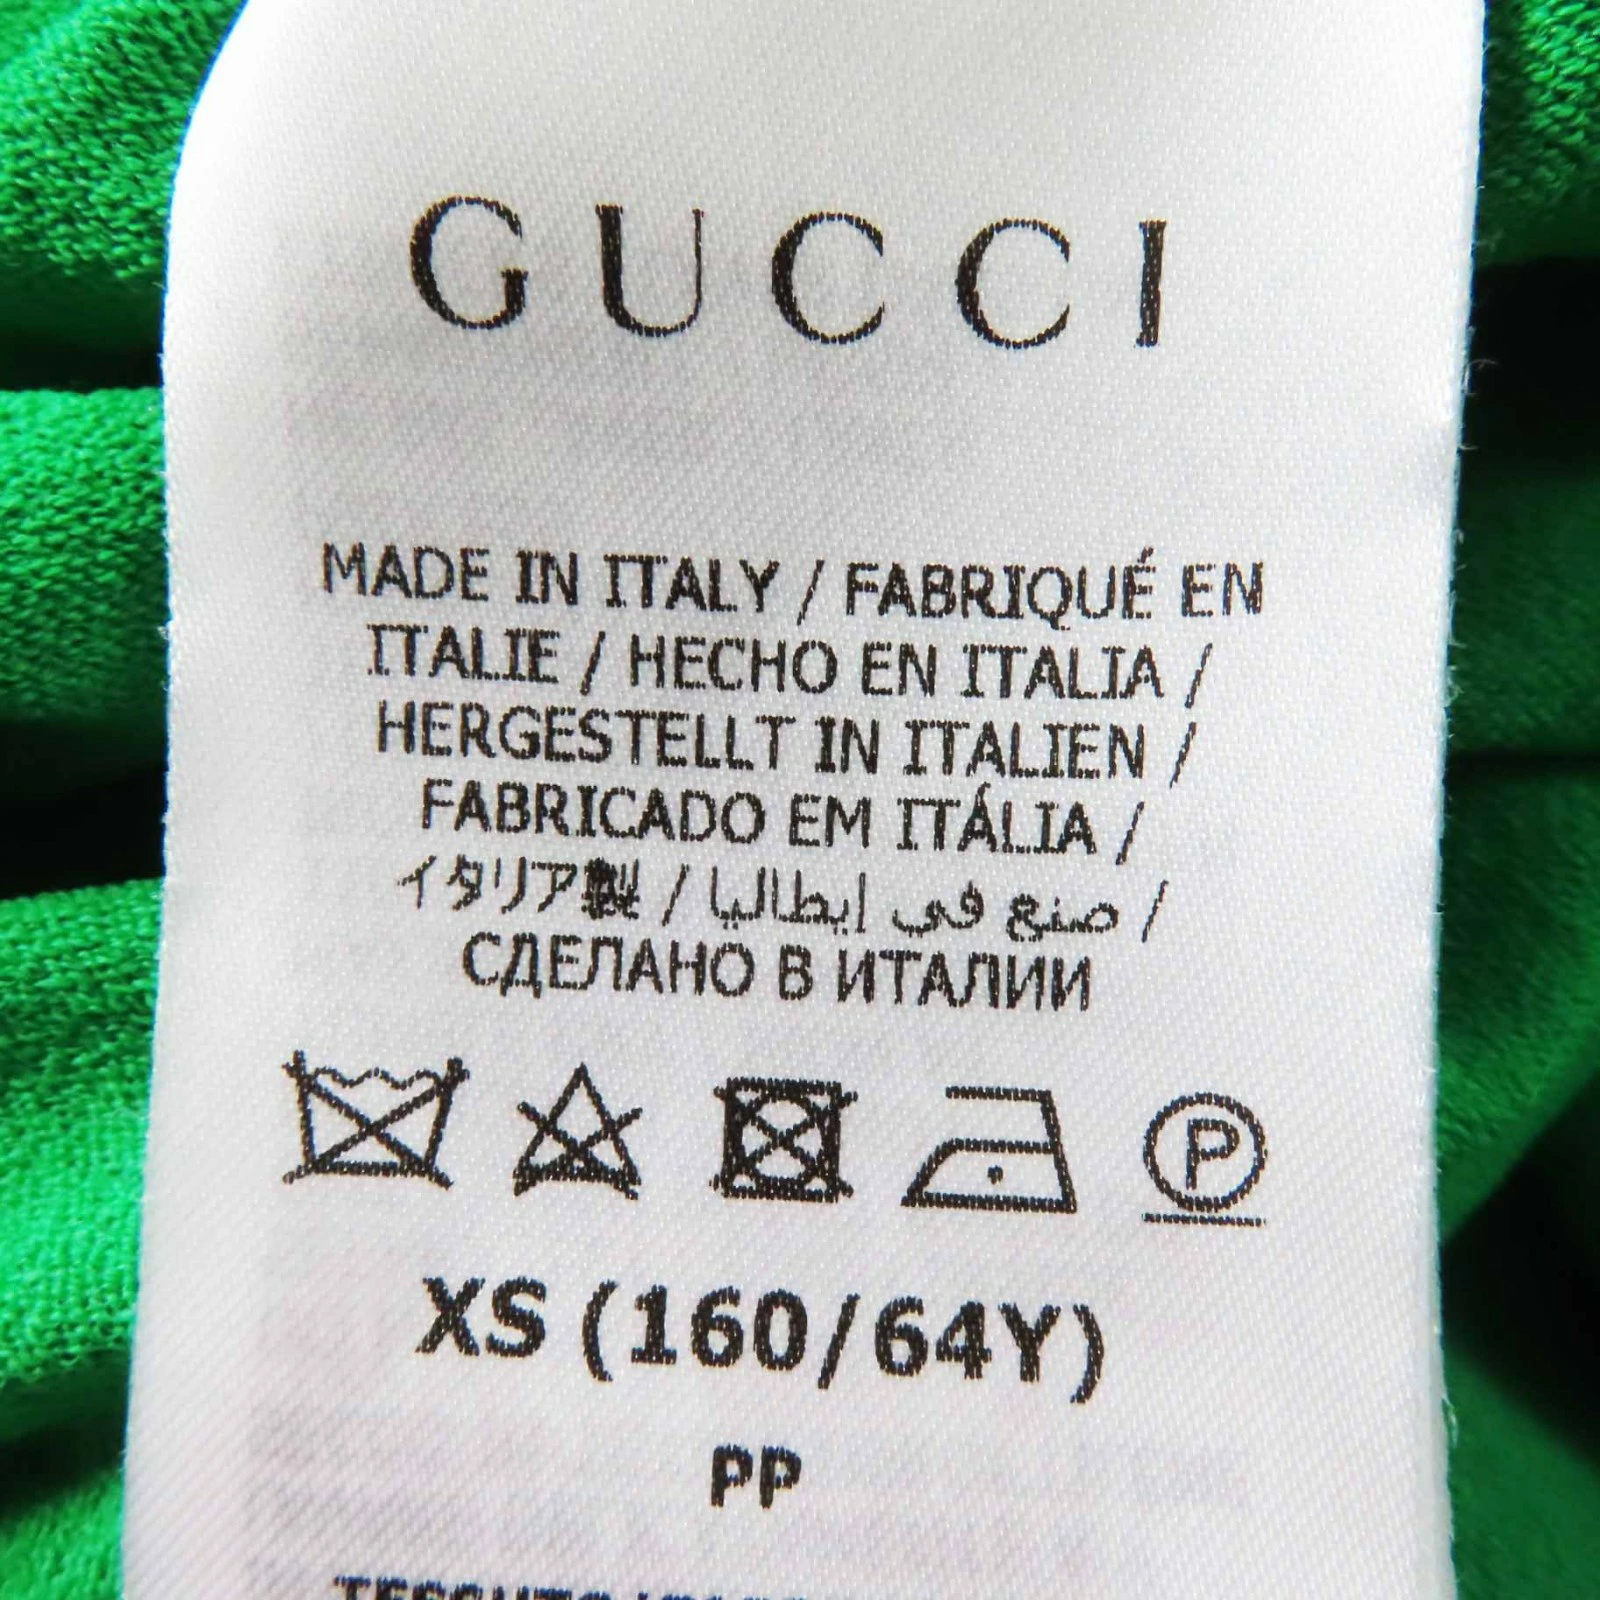 GUCCI
MADE IN ITALY / FABRIQUÉ EN
ITALIE / HECHO EN ITALIA /
HERGESTELLT IN ITALIEN /
FABRICADO EM ITÁLIA /
イタリア製 / صنع في إيطاليا /
СДЕЛАНО В ИТАЛИИ
P
XS (160/64Y)
PP